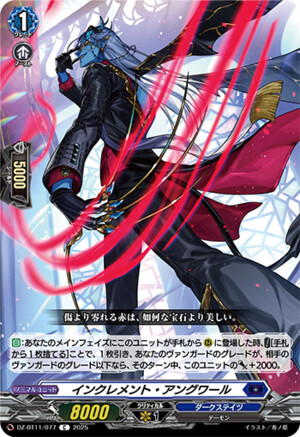 1
グレード
ブースト
5000
シールド
傷より零れる赤は、如何な宝石より美しい。
自:あなたのメインフェイズにこのユニットが手札からRに登場した時、【コスト】[手札から1枚捨てる]ことで、1枚引き、あなたのヴァンガードのグレードが、相手のヴァンガードのグレード以下なら、そのターン中、このユニットのパワー+2000。
ノーマルユニット
インクレメント・アングワール
パワー
8000
クリティカル
1
ダークステイツ
デーモン
DZ-BT11/077 C 2025